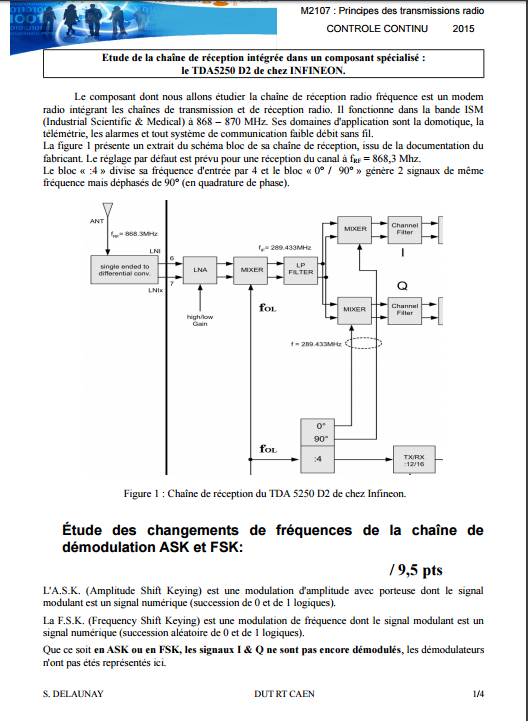 M2107 : Principes des transmissions radio
CONTROLE CONTINU 2015
Etude de la chaîne de réception intégrée dans un composant spécialisé :
le TDA5250 D2 de chez INFINEON.
Le composant dont nous allons étudier la chaîne de réception radio fréquence est un modem
radio intégrant les chaînes de transmission et de réception radio. Il fonctionne dans la bande ISM
(Industrial Scientific & Medical) à 868 – 870 MHz. Ses domaines d'application sont la domotique, la
télémétrie, les alarmes et tout système de communication faible débit sans fil.
La figure 1 présente un extrait du schéma bloc de sa chaîne de réception, issu de la documentation du
fabricant. Le réglage par défaut est prévu pour une réception du canal à fRF = 868,3 Mhz.
Le bloc « :4 » divise sa fréquence d'entrée par 4 et le bloc « 0° / 90° » génère 2 signaux de même
fréquence mais déphasés de 90° (en quadrature de phase).
ANT
fRF= 868.3MHz
LNI
6
single ended to
differential conv.
7
LNIx
LNA
high/low
Gain
MIXER
fOL
fIF= 289.433MHz
LP
FILTER
MIXER
Channel
Filter
I
Q
MIXER
Channel
Filter
f = 289.433MHz
0°
90°
:4
fOL
TX/RX
:12/16
Figure 1 : Chaîne de réception du TDA 5250 D2 de chez Infineon.
Étude des changements de fréquences de la chaîne de
démodulation ASK et FSK:
/ 9,5 pts
L'A.S.K. (Amplitude Shift Keying) est une modulation d'amplitude avec porteuse dont le signal
modulant est un signal numérique (succession de 0 et de 1 logiques).
La F.S.K. (Frequency Shift Keying) est une modulation de fréquence dont le signal modulant est un
signal numérique (succession aléatoire de 0 et de 1 logiques).
Que ce soit en ASK ou en FSK, les signaux I & Q ne sont pas encore démodulés, les démodulateurs
n'ont pas étés représentés ici.
S. DELAUNAY DUT RT CAEN 1/4